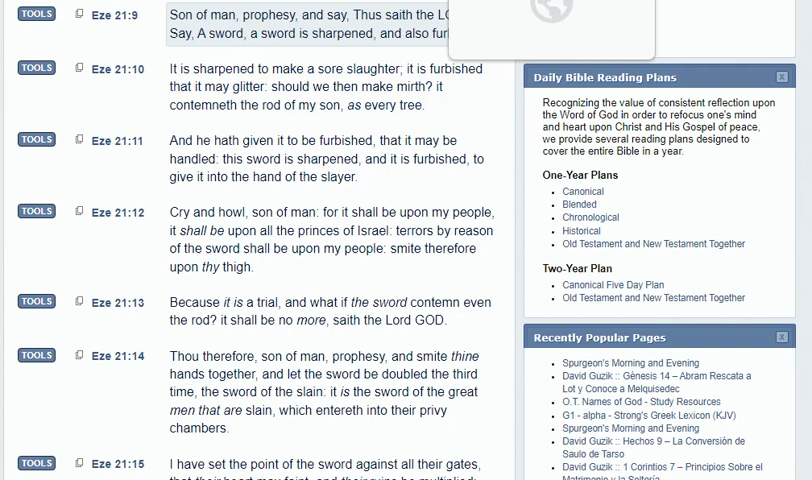 TOOLS Eze 21:9 Son of man, prophesy, and say, Thus saith the
Say, A sword, a sword is sharpened, and also
TOOLS Eze 21:10 It is sharpened to make a sore slaughter; it is furbished
that it may glitter: should we then make mirth? it
contemneth the rod of my son, as every tree.
TOOLS Eze 21:11 And he hath given it to be furbished, that it may be
handled: this sword is sharpened, and it is furbished, to
give it into the hand of the slayer.
TOOLS Eze 21:12 Cry and howl, son of man: for it shall be upon my people,
it shall be upon all the princes of Israel: terrors by reason
of the sword shall be upon my people: smite therefore
upon thy thigh.
TOOLS Eze 21:13 Because it is a trial, and what if the sword contemn even
the rod? it shall be no more, saith the Lord GOD.
TOOLS Eze 21:14 Thou therefore, son of man, prophesy, and smite thine
hands together, and let the sword be doubled the third
time, the sword of the slain: it is the sword of the great
men that are slain, which entereth into their privy
chambers.
TOOLS Eze 21:15 I have set the point of the sword against all their gates,
that their heart may faint, and their ruins be multiplied:
Daily Bible Reading Plans X
Recognizing the value of consistent reflection upon
the Word of God in order to refocus one's mind
and heart upon Christ and His Gospel of peace,
we provide several reading plans designed to
cover the entire Bible in a year.
One-Year Plans
Canonical
Blended
Chronological
Historical
Old Testament and New Testament Together
Two-Year Plan
Canonical Five Day Plan
Old Testament and New Testament Together
Recently Popular Pages X
Spurgeon's Morning and Evening
David Guzik :: Génesis 14 – Abram Rescata a
Lot y Conoce a Melquisedec
O.T. Names of God - Study Resources
G1 - alpha - Strong's Greek Lexicon (KJV)
Spurgeon's Morning and Evening
David Guzik :: Hechos 9 – La Conversión de
Saulo de Tarso
David Guzik :: 1 Corintios 7 – Principios Sobre el
Matrimonio y la Soltería